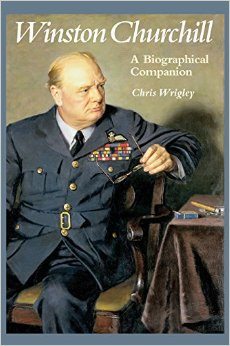 Winston Churchill
A Biographical
Companion
Chris Wrigley